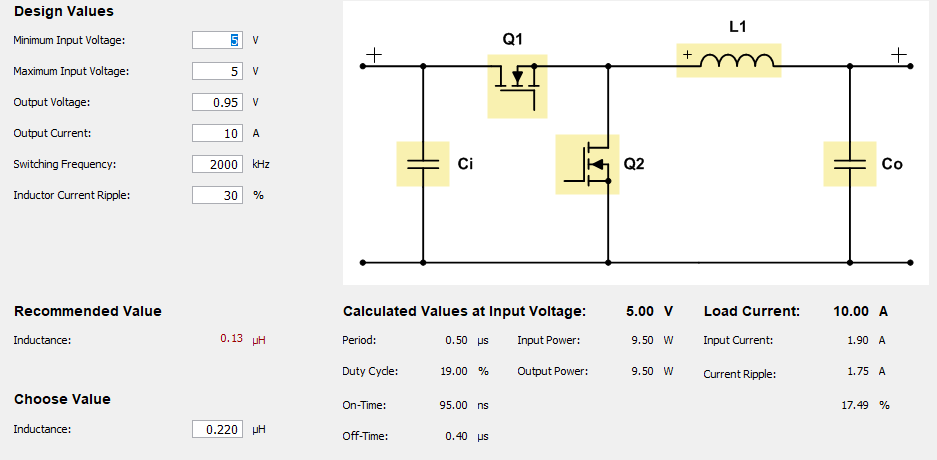 Design Values
Minimum Input Voltage: 5 V
Maximum Input Voltage: 5 V
Output Voltage: 0.95 V
Output Current: 10 A
Switching Frequency: 2000 kHz
Inductor Current Ripple: 30 %
+ Q1 + L1 +
Ci Q2 Co
Recommended Value
Inductance: 0.13 µH
Choose Value
Inductance: 0.220 µH
Calculated Values at Input Voltage: 5.00 V Load Current: 10.00 A
Period: 0.50 µs Input Power: 9.50 W Input Current: 1.90 A
Duty Cycle: 19.00 % Output Power: 9.50 W Current Ripple: 1.75 A
On-Time: 95.00 ns 17.49 %
Off-Time: 0.40 µs